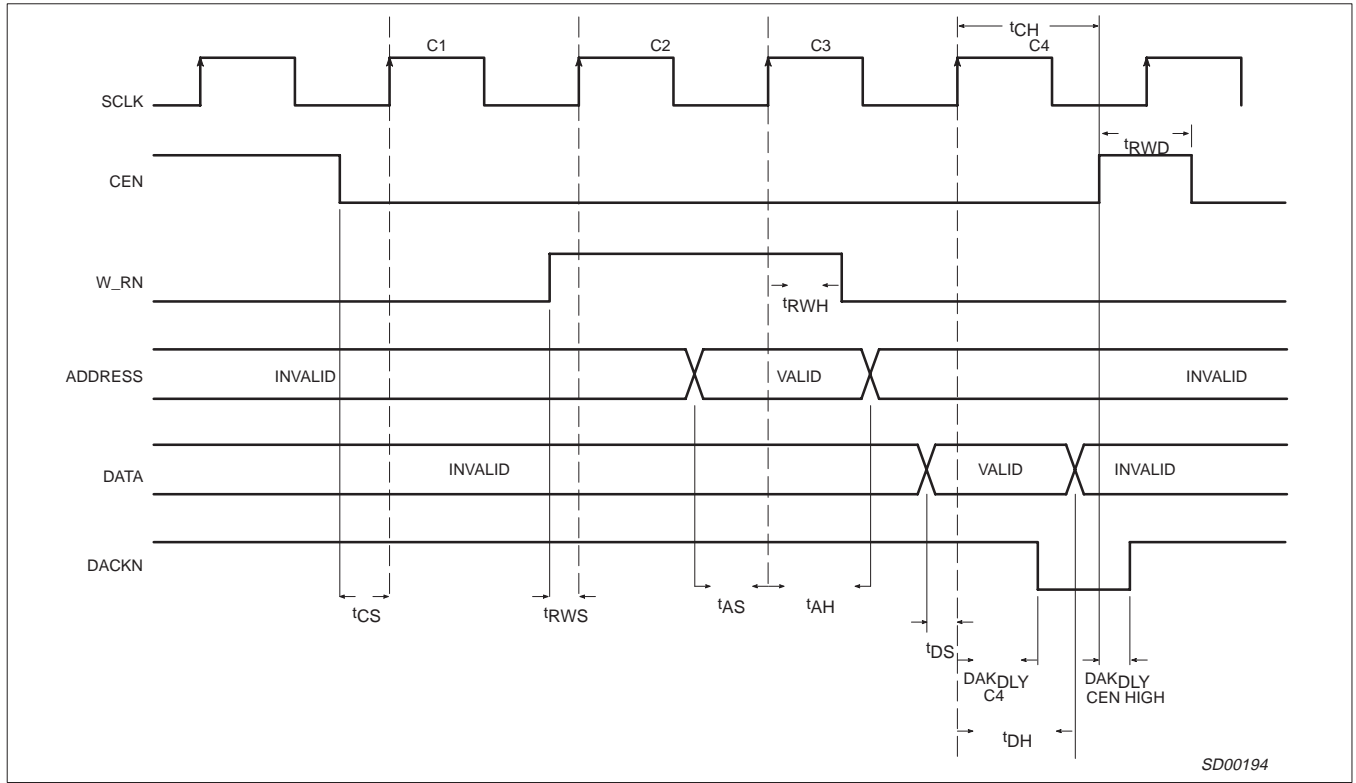 tCH
C1 C2 C3 C4
SCLK
tRWD
CEN
W_RN
tRWH
ADDRESS INVALID VALID INVALID
DATA INVALID VALID INVALID
DACKN
tCS tRWS tAS tAH
tDS
DAKDLY
C4
DAKDLY
CEN HIGH
tDH
SD00194